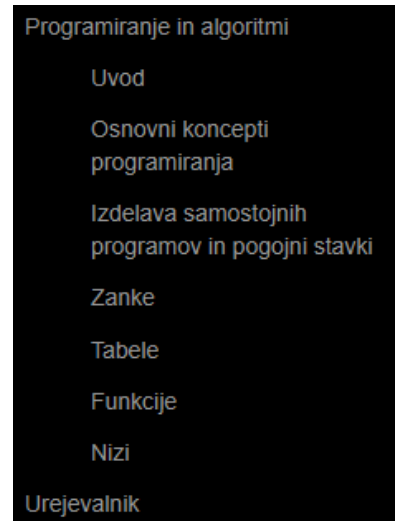 Programiranje in algoritmi
Uvod
Osnovni koncepti
programiranja
Izdelava samostojnih
programov in pogojni stavki
Zanke
Tabele
Funkcije
Nizi
Urejevalnik